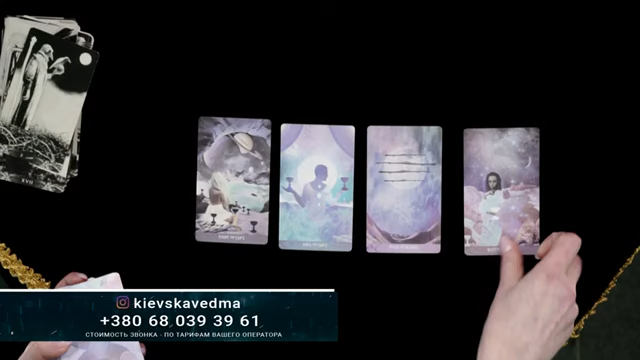 kievskavedma
+380 68 039 39 61
СТОИМОСТЬ ЗВОНКА - ПО ТАРИФАМ ВАШЕГО ОПЕРАТОРА